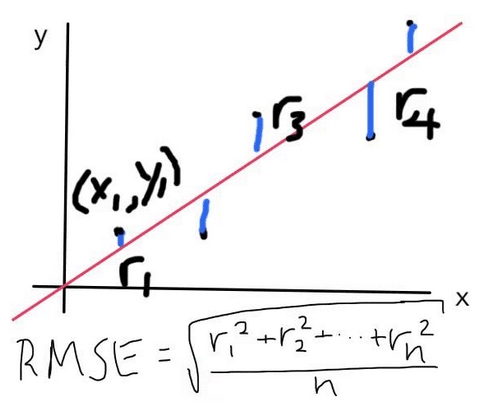 y
r3
r4
(x₁,y₁)
r1
x
RMSE = √((r₁²+r₂²+⋯+rₙ²)/n)